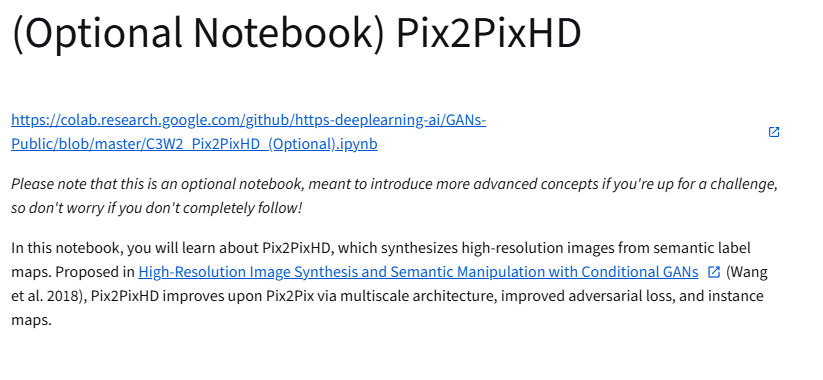 (Optional Notebook) Pix2PixHD
https://colab.research.google.com/github/https-deeplearning-ai/GANs-
Public/blob/master/C3W2_Pix2PixHD_(Optional).ipynb
Please note that this is an optional notebook, meant to introduce more advanced concepts if you're up for a challenge,
so don't worry if you don't completely follow!
In this notebook, you will learn about Pix2PixHD, which synthesizes high-resolution images from semantic label
maps. Proposed in High-Resolution Image Synthesis and Semantic Manipulation with Conditional GANs (Wang
et al. 2018), Pix2PixHD improves upon Pix2Pix via multiscale architecture, improved adversarial loss, and instance
maps.